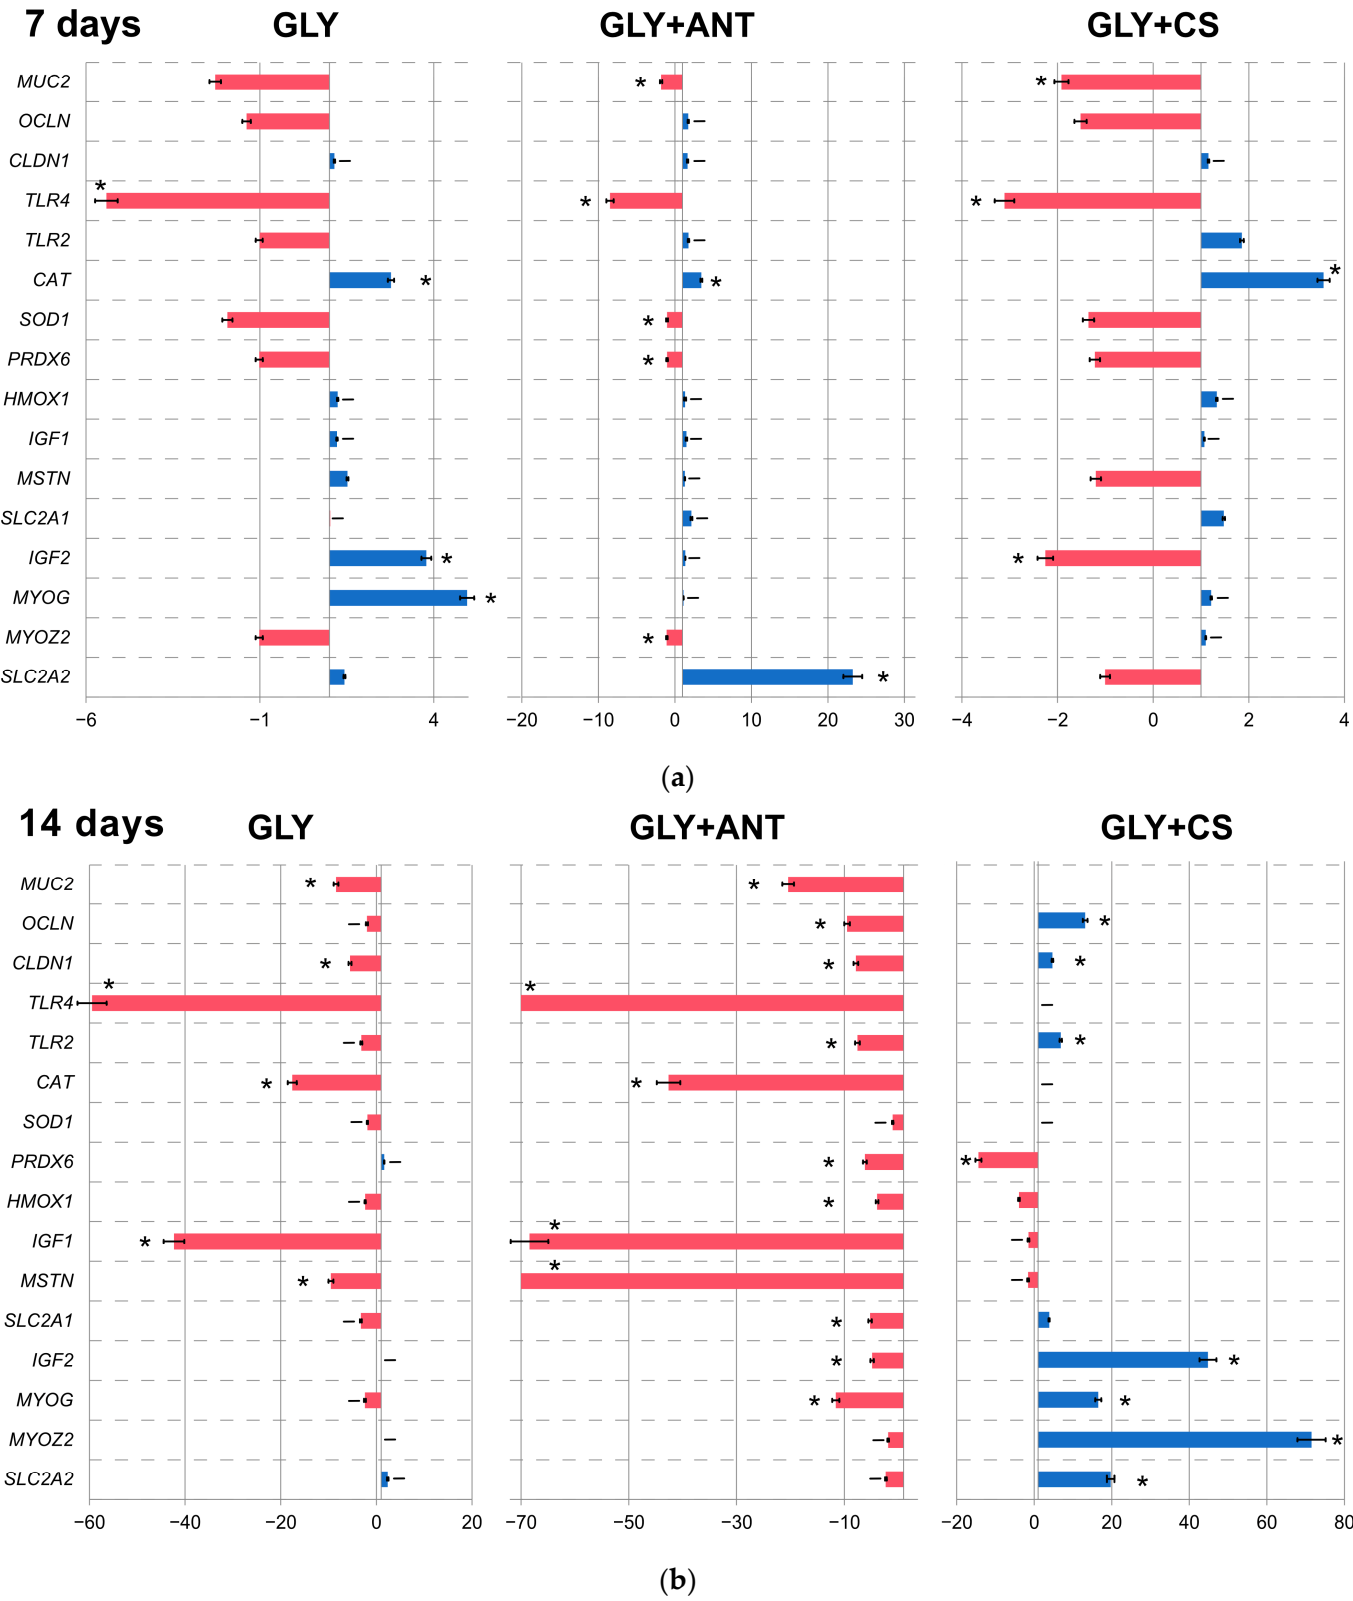 7 days GLY GLY+ANT GLY+CS
MUC2 * *
OCLN
CLDN1
TLR4 * * *
TLR2
CAT * * *
SOD1 *
PRDX6 *
HMOX1
IGF1
MSTN
SLC2A1
IGF2 * *
MYOG *
MYOZ2 *
SLC2A2 *
−6 −1 4 −20 −10 0 10 20 30 −4 −2 0 2 4
(a)
14 days GLY GLY+ANT GLY+CS
MUC2 * *
OCLN * *
CLDN1 * * *
TLR4 * *
TLR2 * *
CAT * *
SOD1
PRDX6 * *
HMOX1 *
IGF1 * *
MSTN * *
SLC2A1 *
IGF2 * *
MYOG * *
MYOZ2 *
SLC2A2 *
−60 −40 −20 0 20 −70 −50 −30 −10 −20 0 20 40 60 80
(b)